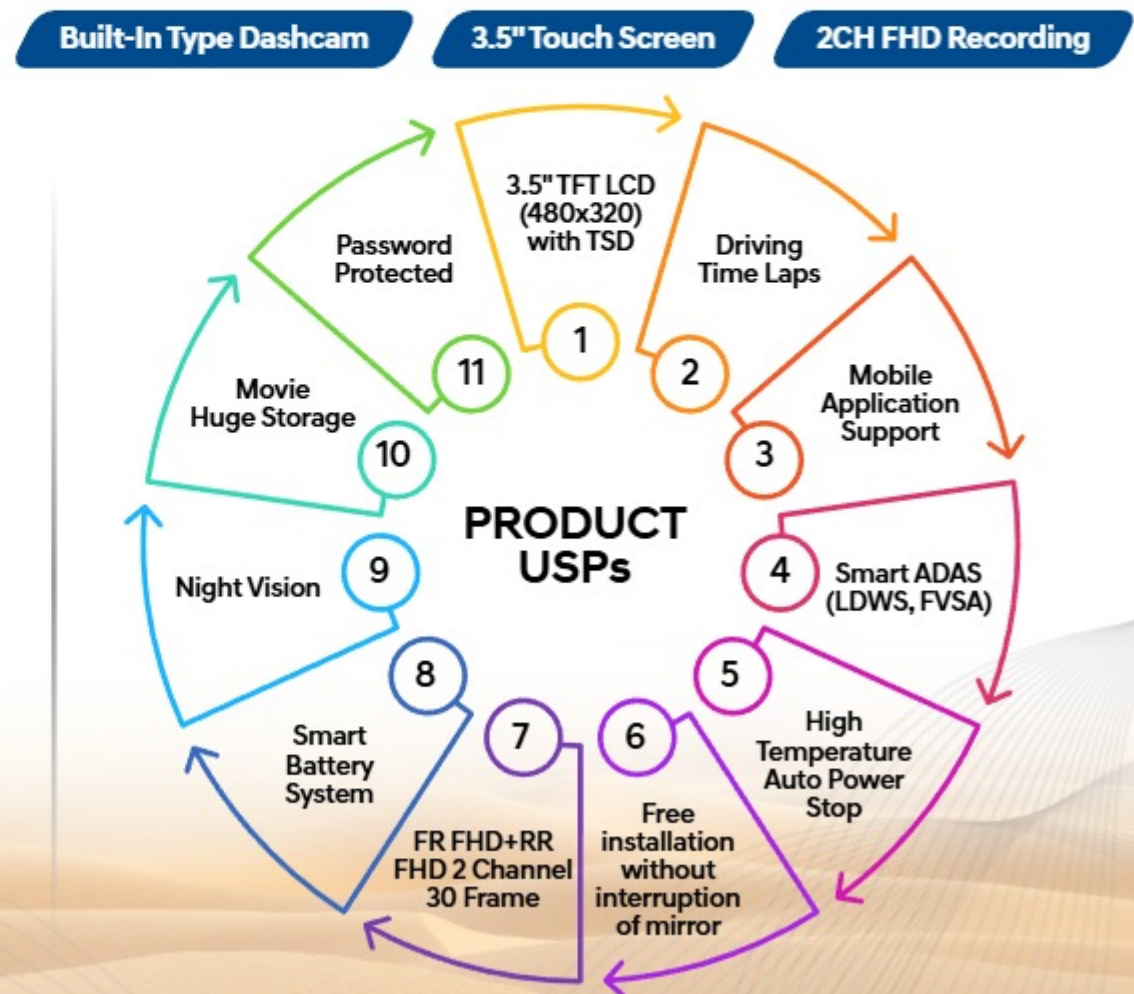 Built-In Type Dashcam
3.5" Touch Screen
2CH FHD Recording
3.5" TFT LCD
(480x320)
with TSD
1
Driving
Time Laps
2
Mobile
Application
Support
3
Smart ADAS
(LDWS, FVSA)
4
High
Temperature
Auto Power
Stop
5
Free
installation
without
interruption
of mirror
6
FR FHD+RR
FHD 2 Channel
30 Frame
7
Smart
Battery
System
8
Night Vision
9
Movie
Huge Storage
10
Password
Protected
11
PRODUCT
USPs